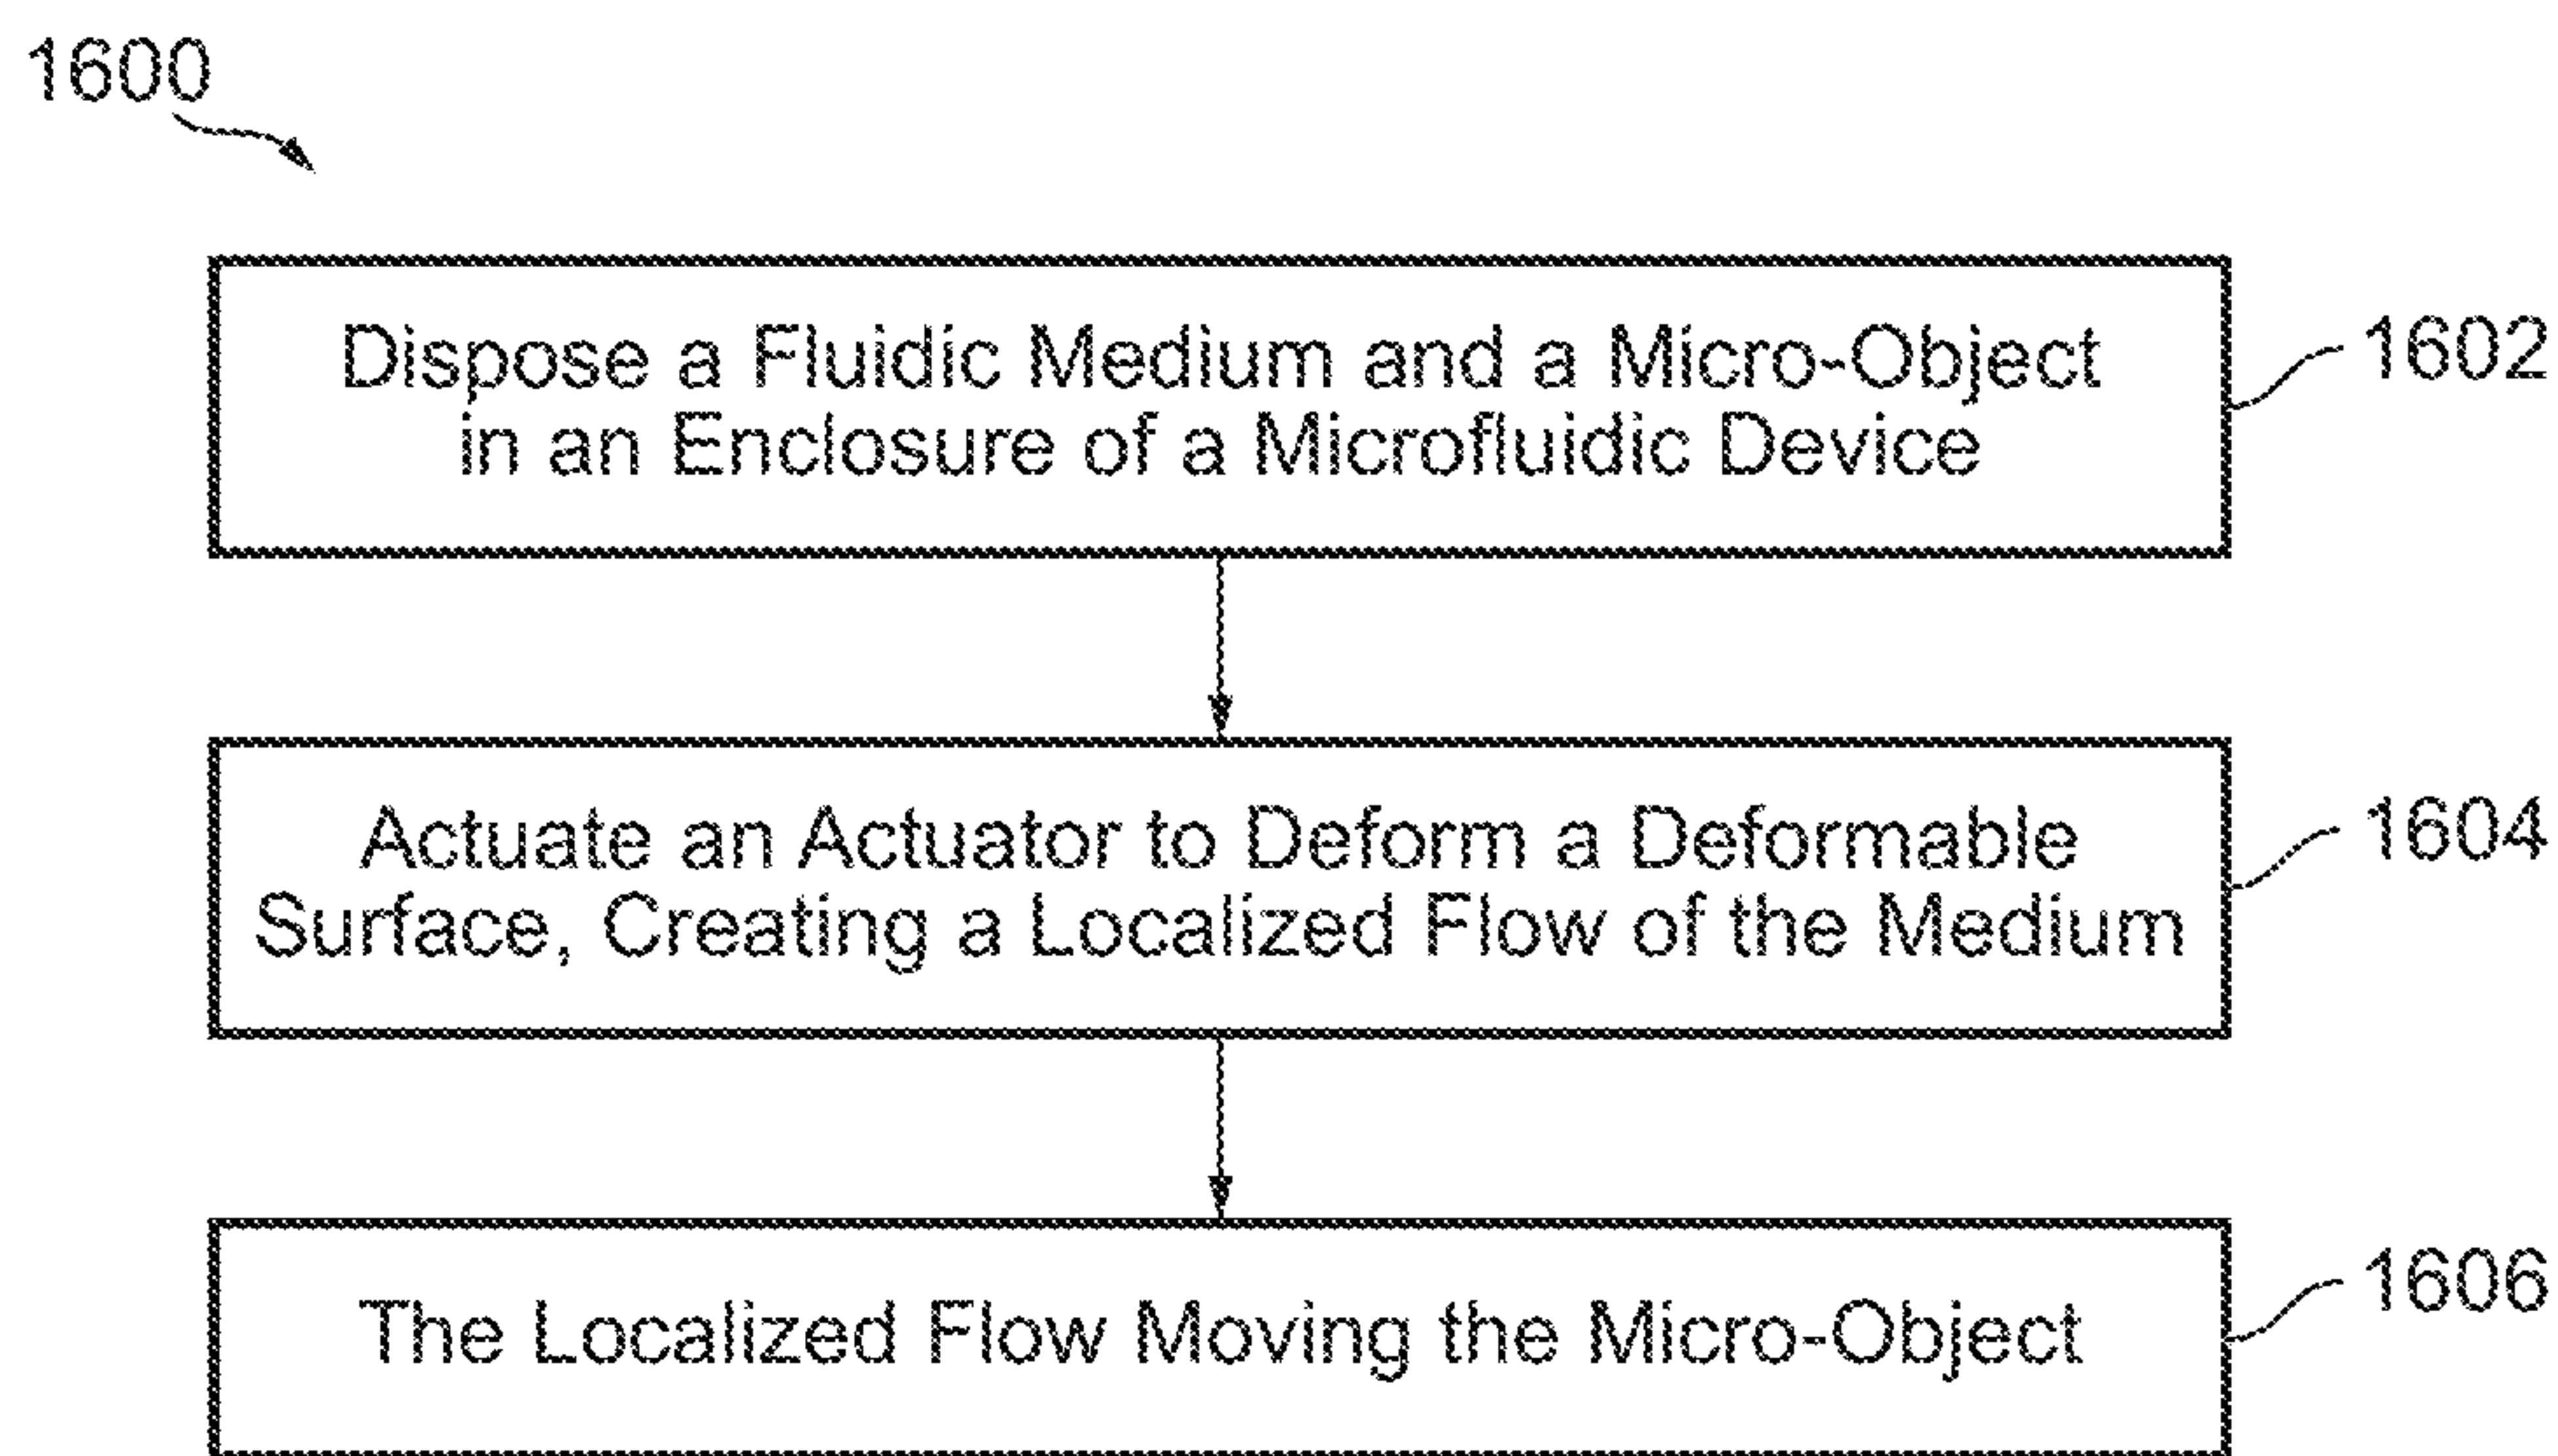 1600
Dispose a Fluidic Medium and a Micro-Object
in an Enclosure of a Microfluidic Device
1602
Actuate an Actuator to Deform a Deformable
Surface, Creating a Localized Flow of the Medium
1604
The Localized Flow Moving the Micro-Object
1606